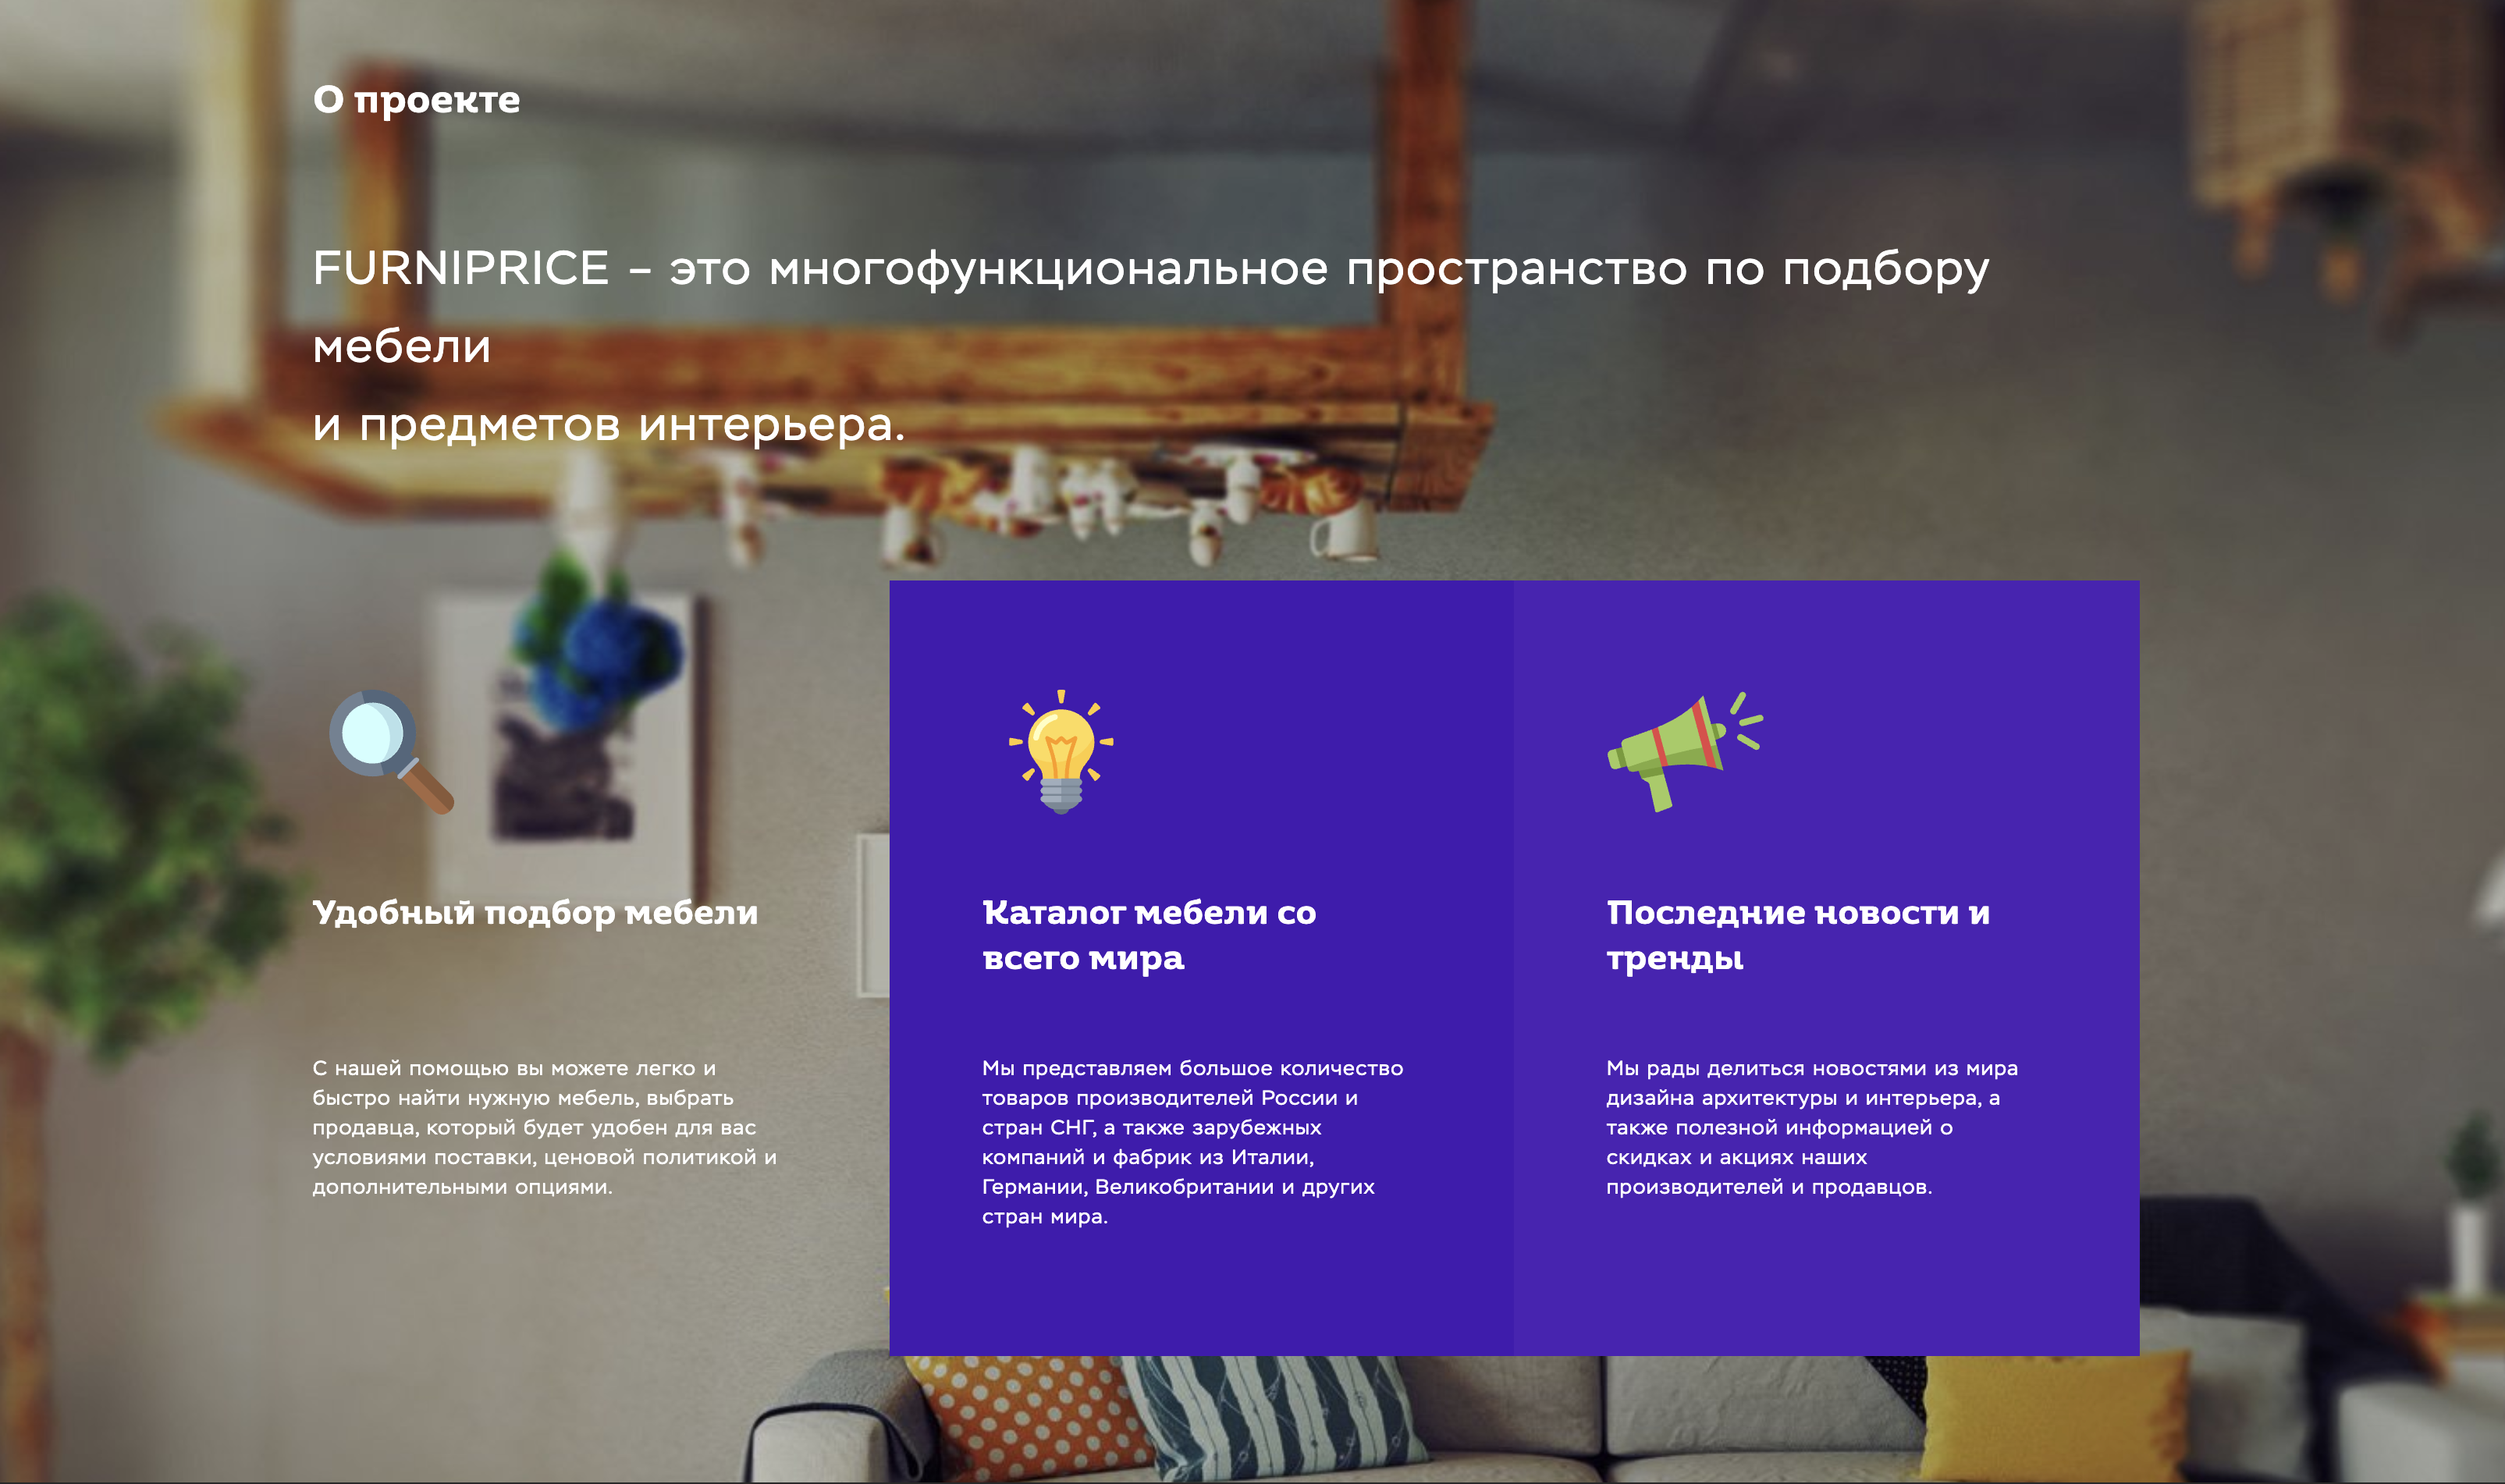 О проекте
FURNIPRICE – это многофункциональное пространство по подбору
мебели
и предметов интерьера.
Удобный подбор мебели
С нашей помощью вы можете легко и
быстро найти нужную мебель, выбрать
продавца, который будет удобен для вас
условиями поставки, ценовой политикой и
дополнительными опциями.
Каталог мебели со
всего мира
Мы представляем большое количество
товаров производителей России и
стран СНГ, а также зарубежных
компаний и фабрик из Италии,
Германии, Великобритании и других
стран мира.
Последние новости и
тренды
Мы рады делиться новостями из мира
дизайна архитектуры и интерьера, а
также полезной информацией о
скидках и акциях наших
производителей и продавцов.